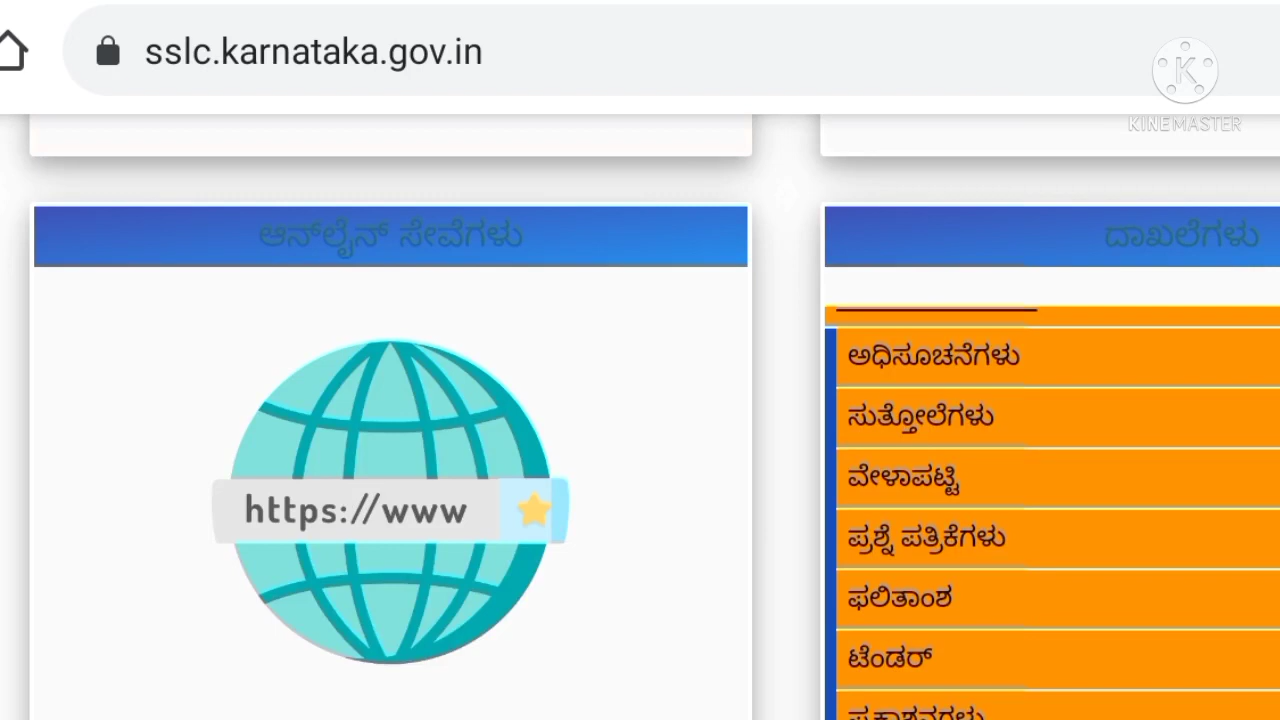 sslc.karnataka.gov.in
K
KINEMASTER
ಆನ್‌ಲೈನ್ ಸೇವೆಗಳು
https://www
ದಾಖಲೆಗಳು
ಅಧಿಸೂಚನೆಗಳು
ಸುತ್ತೋಲೆಗಳು
ವೇಳಾಪಟ್ಟಿ
ಪ್ರಶ್ನೆ ಪತ್ರಿಕೆಗಳು
ಫಲಿತಾಂಶ
ಟೆಂಡರ್